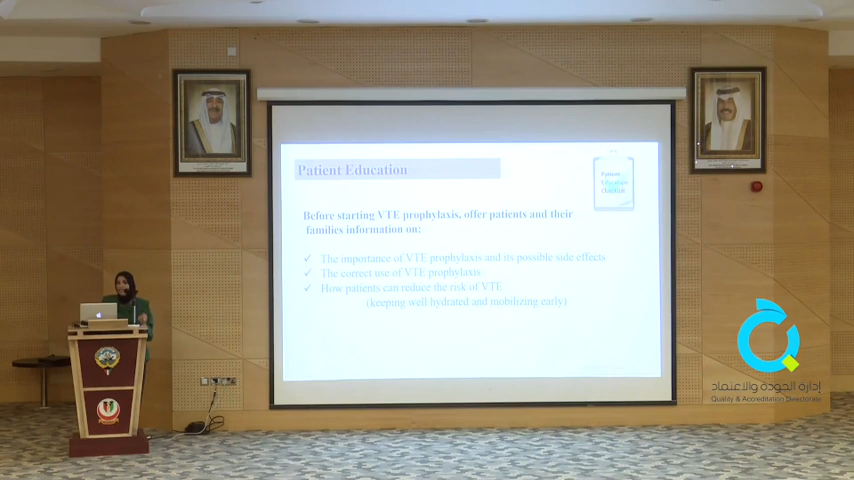 Patient Education
Patient
Education
Checklist
Before starting VTE prophylaxis, offer patients and their
families information on:
✓ The importance of VTE prophylaxis and its possible side effects
✓ The correct use of VTE prophylaxis
✓ How patients can reduce the risk of VTE
(keeping well hydrated and mobilizing early)
إدارة الجودة والاعتماد
Quality & Accreditation Directorate